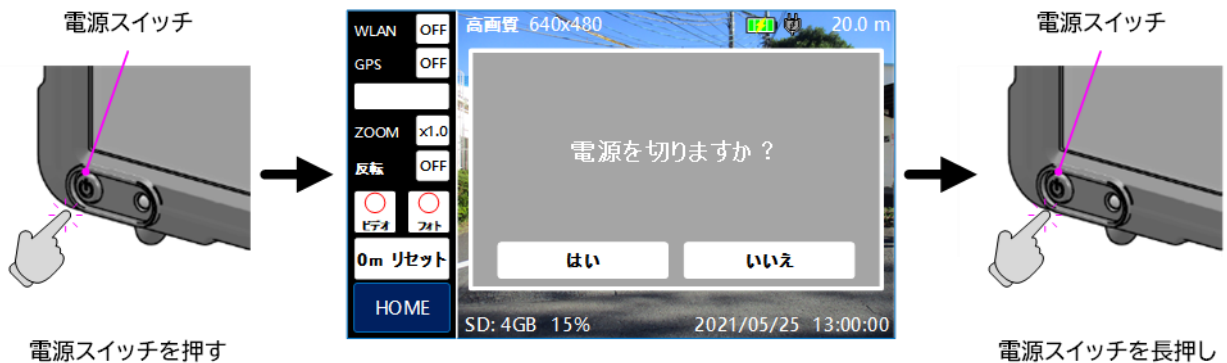 電源スイッチ
電源スイッチを押す
WLAN OFF
GPS OFF
ZOOM x1.0
反転 OFF
ビデオ フォト
0m リセット
HOME
高画質 640x480 20.0 m
電源を切りますか？
はい いいえ
SD: 4GB 15% 2021/05/25 13:00:00
電源スイッチ
電源スイッチを長押し